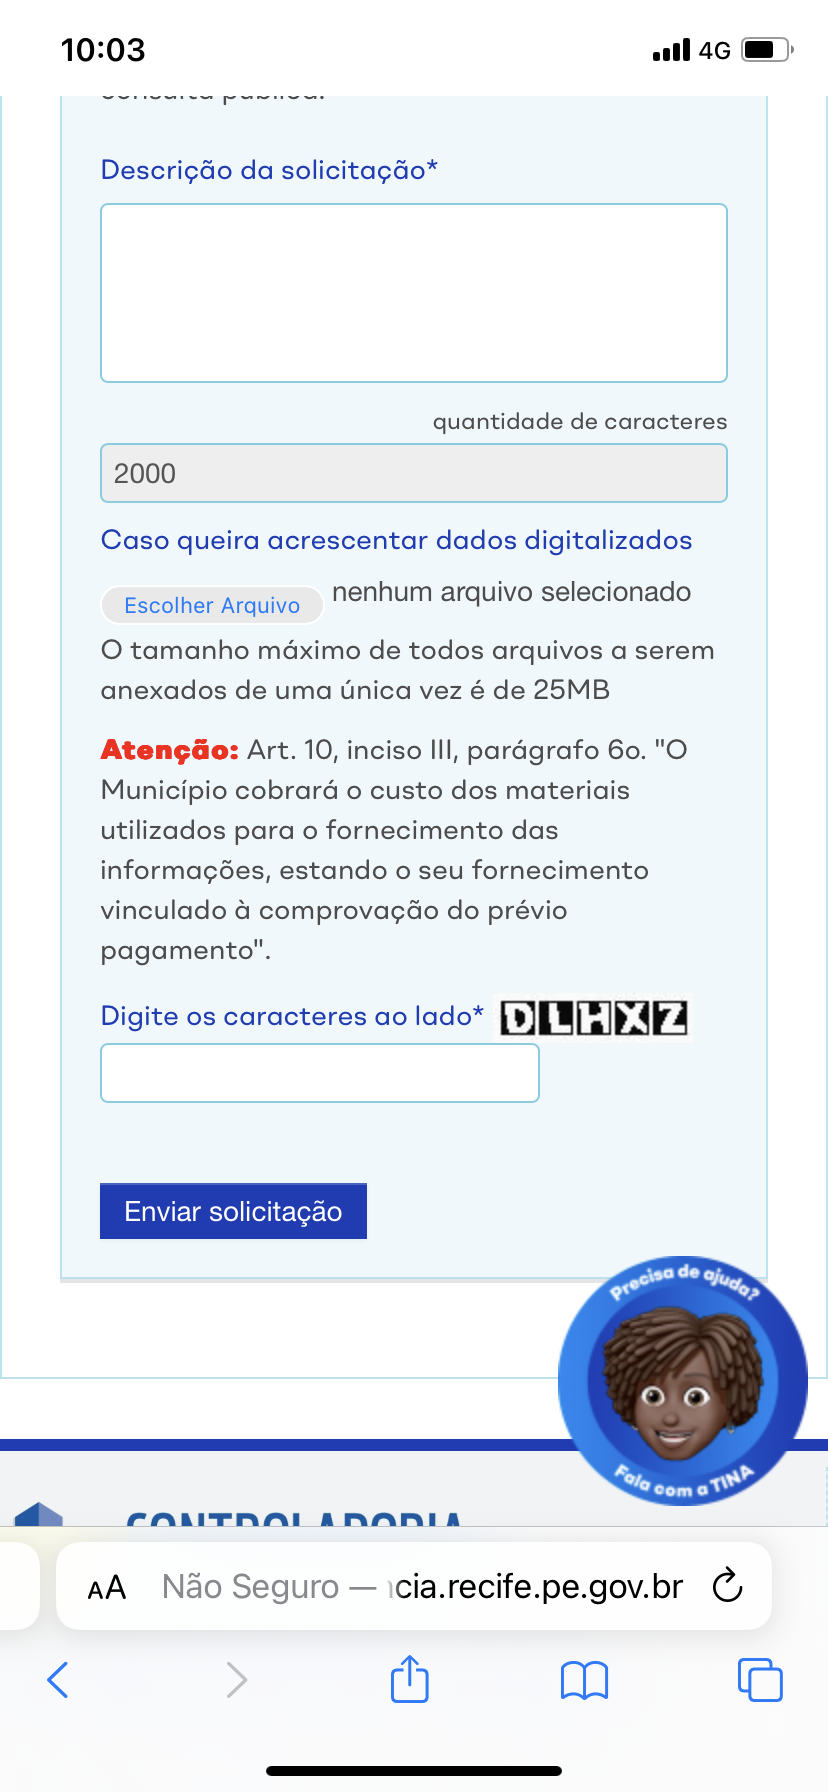 10:03
4G
consulta pública.
Descrição da solicitação*
quantidade de caracteres
2000
Caso queira acrescentar dados digitalizados
Escolher Arquivo nenhum arquivo selecionado
O tamanho máximo de todos arquivos a serem
anexados de uma única vez é de 25MB
Atenção: Art. 10, inciso III, parágrafo 6o. "O
Município cobrará o custo dos materiais
utilizados para o fornecimento das
informações, estando o seu fornecimento
vinculado à comprovação do prévio
pagamento".
Digite os caracteres ao lado* DLHXZ
Enviar solicitação
Precisa de ajuda?
Fala com a TINA
CONTROLADORIA
AA Não Seguro — cia.recife.pe.gov.br